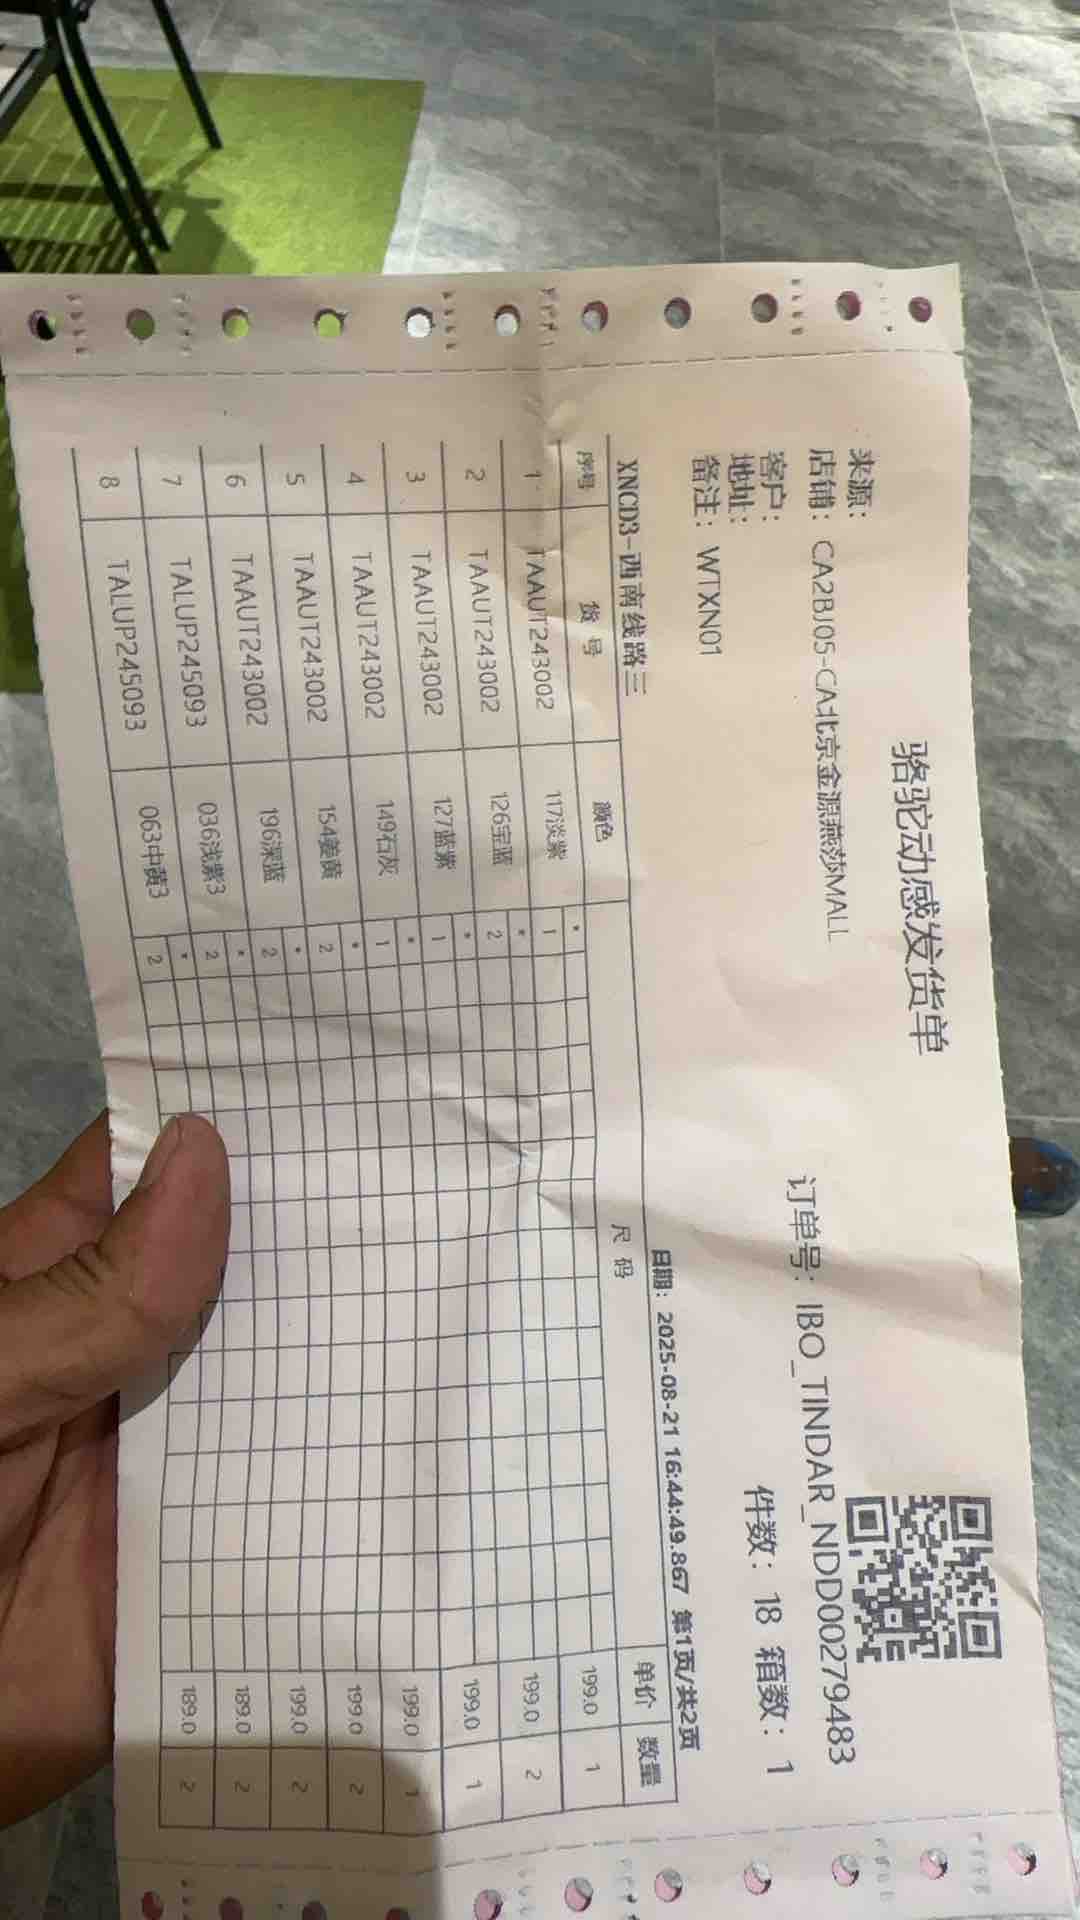 骆驼动感发货单
来源：
店铺：CA2BJ05-CA北京金源燕莎MALL
订单号：IBO_TINDAR_NDD00279483
客户：
地址：
件数：18 箱数：1
备注：WTXN01
XNCD3-西南线路三 日期：2025-08-21 16:44:49.867 第1页/共2页
序号 货 号 颜色 尺 码 单价 数量
1 TAAUT243002 117淡紫 * 1 199.0 1
2 TAAUT243002 126宝蓝 * 2 199.0 2
3 TAAUT243002 127蓝紫 * 1 199.0 1
4 TAAUT243002 149石灰 * 1 199.0 1
5 TAAUT243002 154姜黄 * 2 199.0 2
6 TAAUT243002 196深蓝 * 2 199.0 2
7 TALUP245093 036浅紫3 * 2 189.0 2
8 TALUP245093 063中黄3 * 2 189.0 2